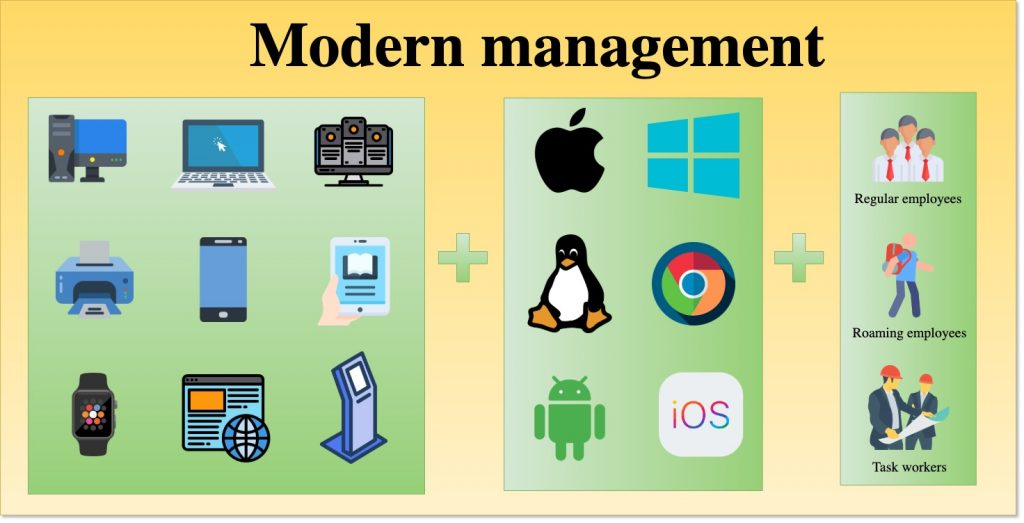 Modern management
iOS
Regular employees
Roaming employees
Task workers